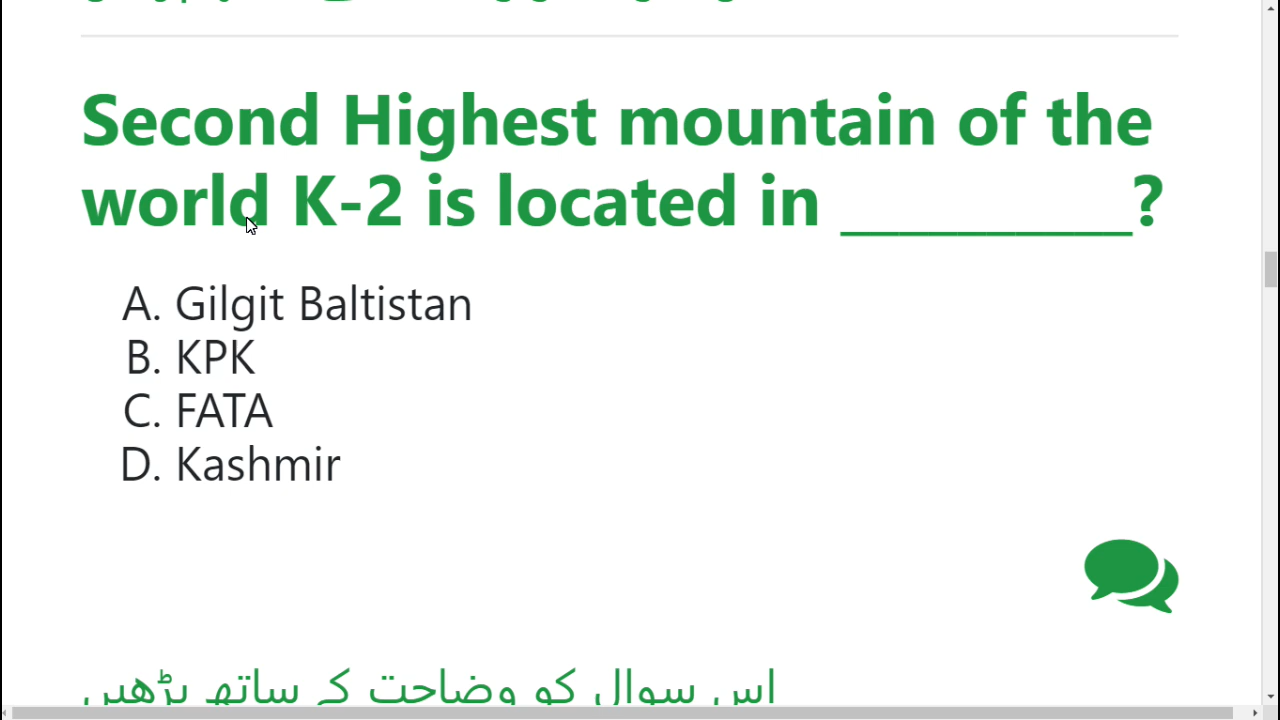 Second Highest mountain of the
world K-2 is located in __________?
A. Gilgit Baltistan
B. KPK
C. FATA
D. Kashmir
اس سوال کو وضاحت کے ساتھ پڑھیں